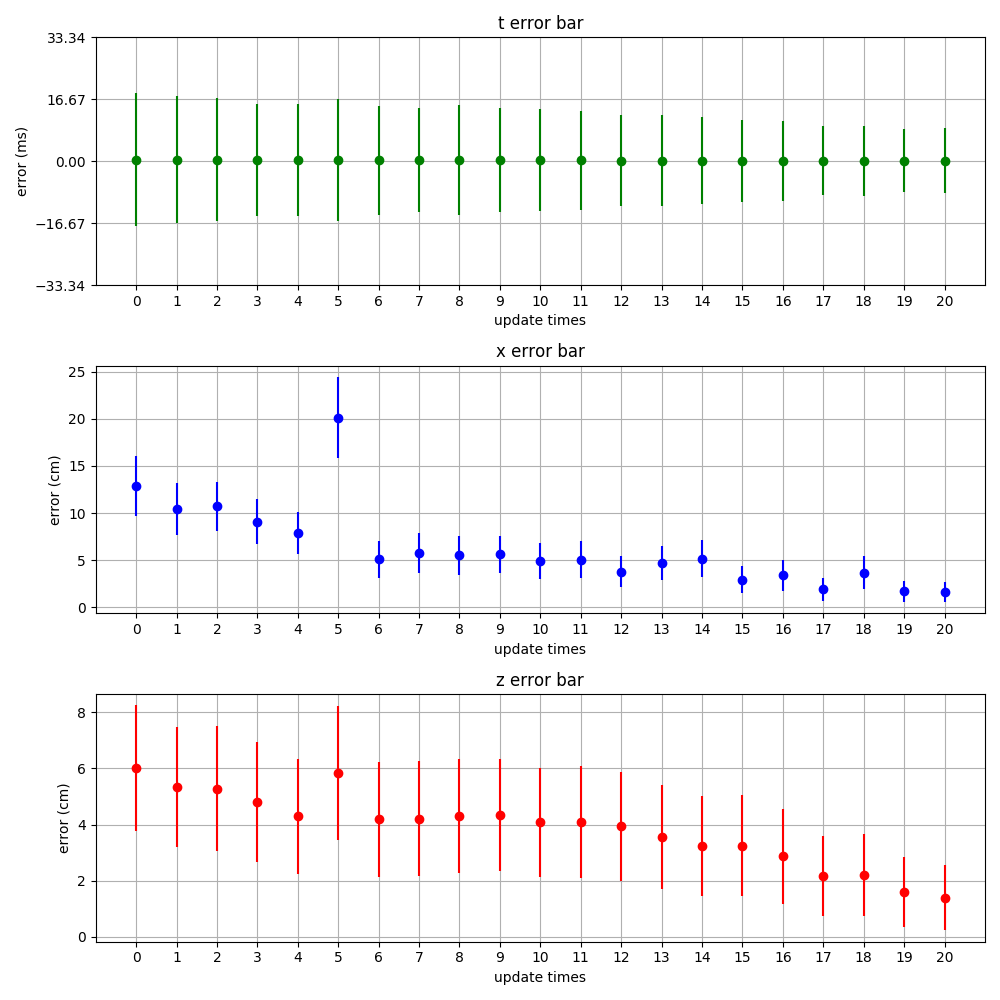 t error bar
33.34
16.67
0.00
−16.67
−33.34
error (ms)
0 1 2 3 4 5 6 7 8 9 10 11 12 13 14 15 16 17 18 19 20
update times
x error bar
25
20
15
10
5
0
error (cm)
0 1 2 3 4 5 6 7 8 9 10 11 12 13 14 15 16 17 18 19 20
update times
z error bar
8
6
4
2
0
error (cm)
0 1 2 3 4 5 6 7 8 9 10 11 12 13 14 15 16 17 18 19 20
update times